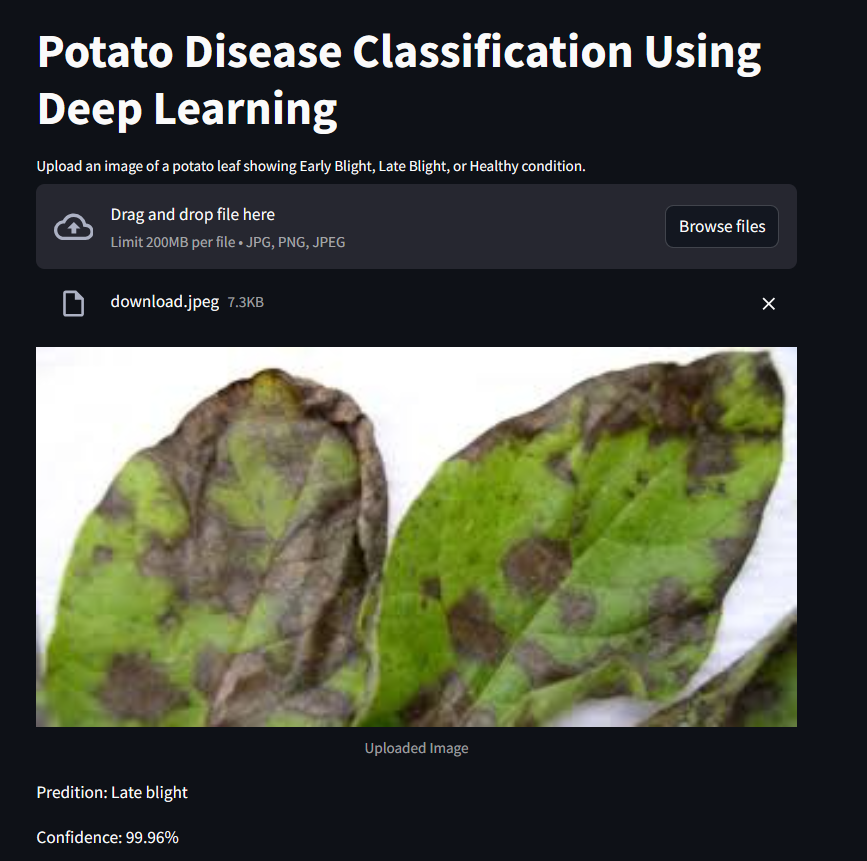 Potato Disease Classification Using
Deep Learning
Upload an image of a potato leaf showing Early Blight, Late Blight, or Healthy condition.
Drag and drop file here
Limit 200MB per file • JPG, PNG, JPEG
Browse files
download.jpeg 7.3KB
Uploaded Image
Predition: Late blight
Confidence: 99.96%